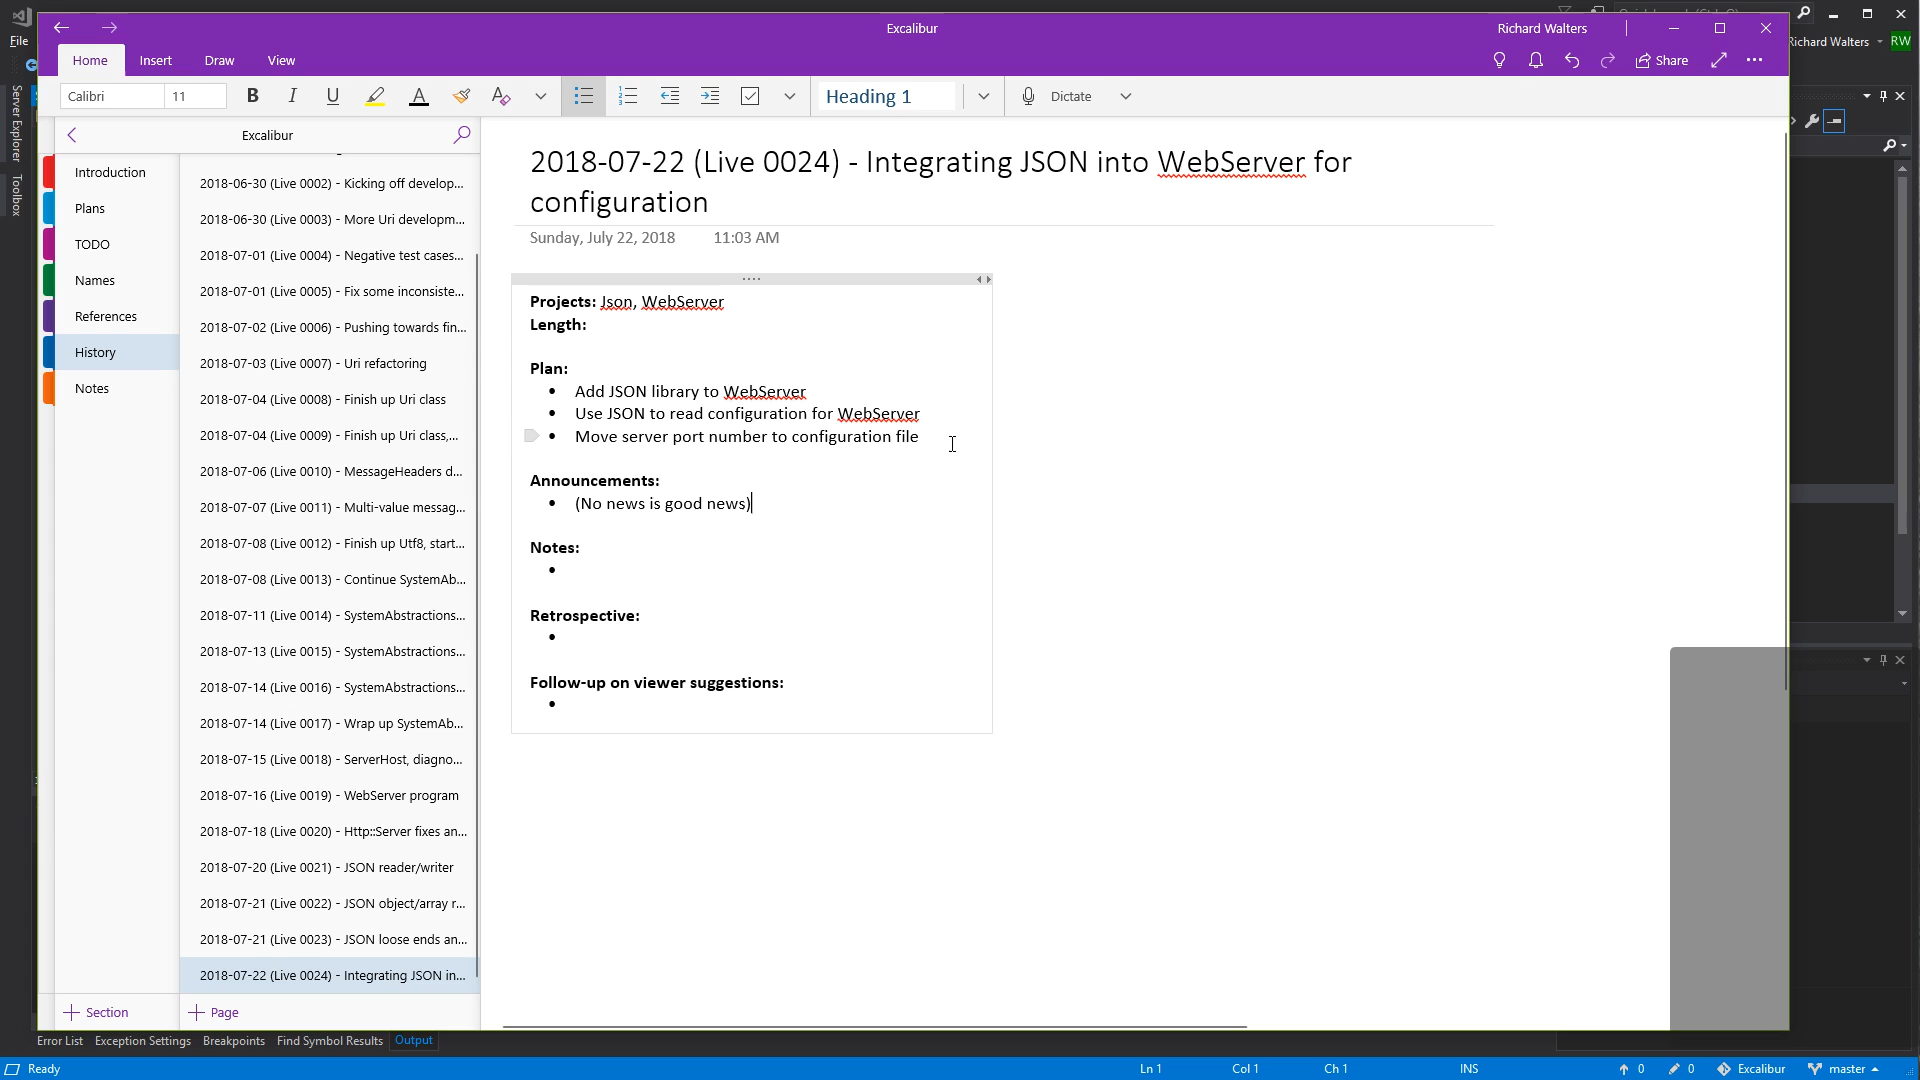 Excalibur
Richard Walters
File
Home
Insert
Draw
View
Share
Richard Walters
RW
Calibri
11
B
I
U
A
A
Heading 1
Dictate
Server Explorer
Toolbox
Excalibur
Introduction
Plans
TODO
Names
References
History
Notes
2018-06-30 (Live 0002) - Kicking off develop...
2018-06-30 (Live 0003) - More Uri developm...
2018-07-01 (Live 0004) - Negative test cases...
2018-07-01 (Live 0005) - Fix some inconsiste...
2018-07-02 (Live 0006) - Pushing towards fin...
2018-07-03 (Live 0007) - Uri refactoring
2018-07-04 (Live 0008) - Finish up Uri class
2018-07-04 (Live 0009) - Finish up Uri class,...
2018-07-06 (Live 0010) - MessageHeaders d...
2018-07-07 (Live 0011) - Multi-value messag...
2018-07-08 (Live 0012) - Finish up Utf8, start...
2018-07-08 (Live 0013) - Continue SystemAb...
2018-07-11 (Live 0014) - SystemAbstractions...
2018-07-13 (Live 0015) - SystemAbstractions...
2018-07-14 (Live 0016) - SystemAbstractions...
2018-07-14 (Live 0017) - Wrap up SystemAb...
2018-07-15 (Live 0018) - ServerHost, diagno...
2018-07-16 (Live 0019) - WebServer program
2018-07-18 (Live 0020) - Http::Server fixes an...
2018-07-20 (Live 0021) - JSON reader/writer
2018-07-21 (Live 0022) - JSON object/array r...
2018-07-21 (Live 0023) - JSON loose ends an...
2018-07-22 (Live 0024) - Integrating JSON in...
Section
Page
2018-07-22 (Live 0024) - Integrating JSON into WebServer for
configuration
Sunday, July 22, 2018 11:03 AM
Projects: Json, WebServer
Length:
Plan:
• Add JSON library to WebServer
• Use JSON to read configuration for WebServer
• Move server port number to configuration file
Announcements:
• (No news is good news)
Notes:
•
Retrospective:
•
Follow-up on viewer suggestions:
•
Error List Exception Settings Breakpoints Find Symbol Results Output
Ready
Ln 1
Col 1
Ch 1
INS
0
0
Excalibur
master